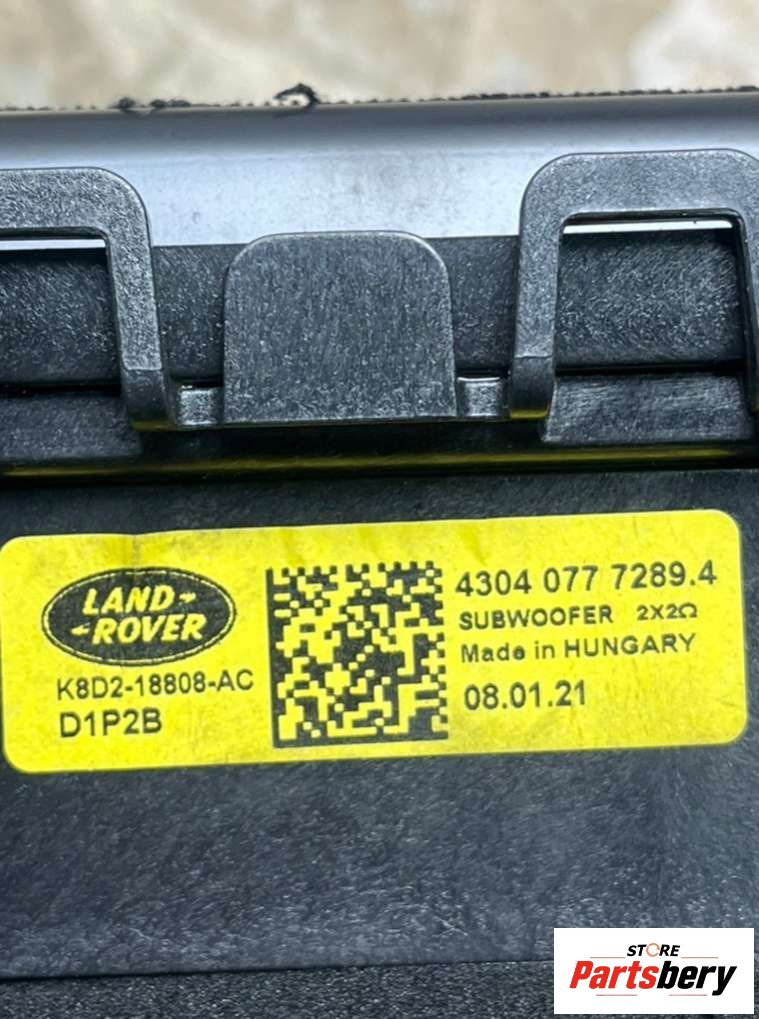 LAND-
-ROVER
K8D2-18808-AC
D1P2B
4304 077 7289.4
SUBWOOFER 2X2Ω
Made in HUNGARY
08.01.21
STORE
Partsbery